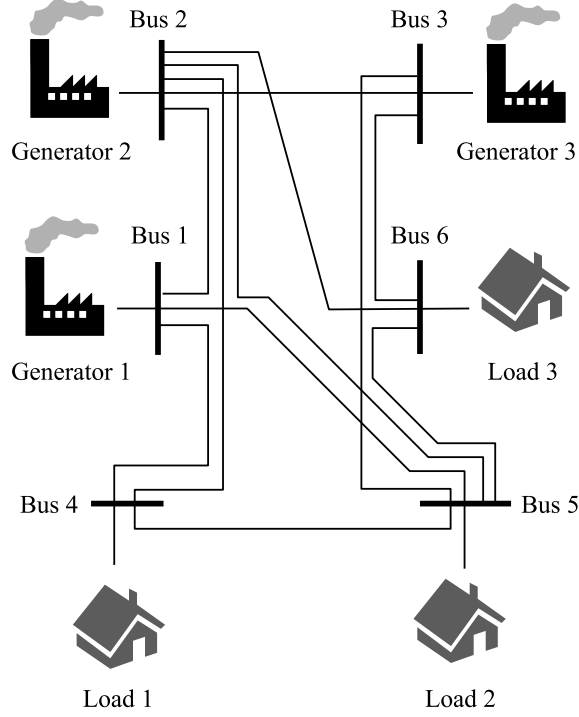 Bus 2
Bus 3
Generator 2
Generator 3
Bus 1
Bus 6
Generator 1
Load 3
Bus 4
Bus 5
Load 1
Load 2